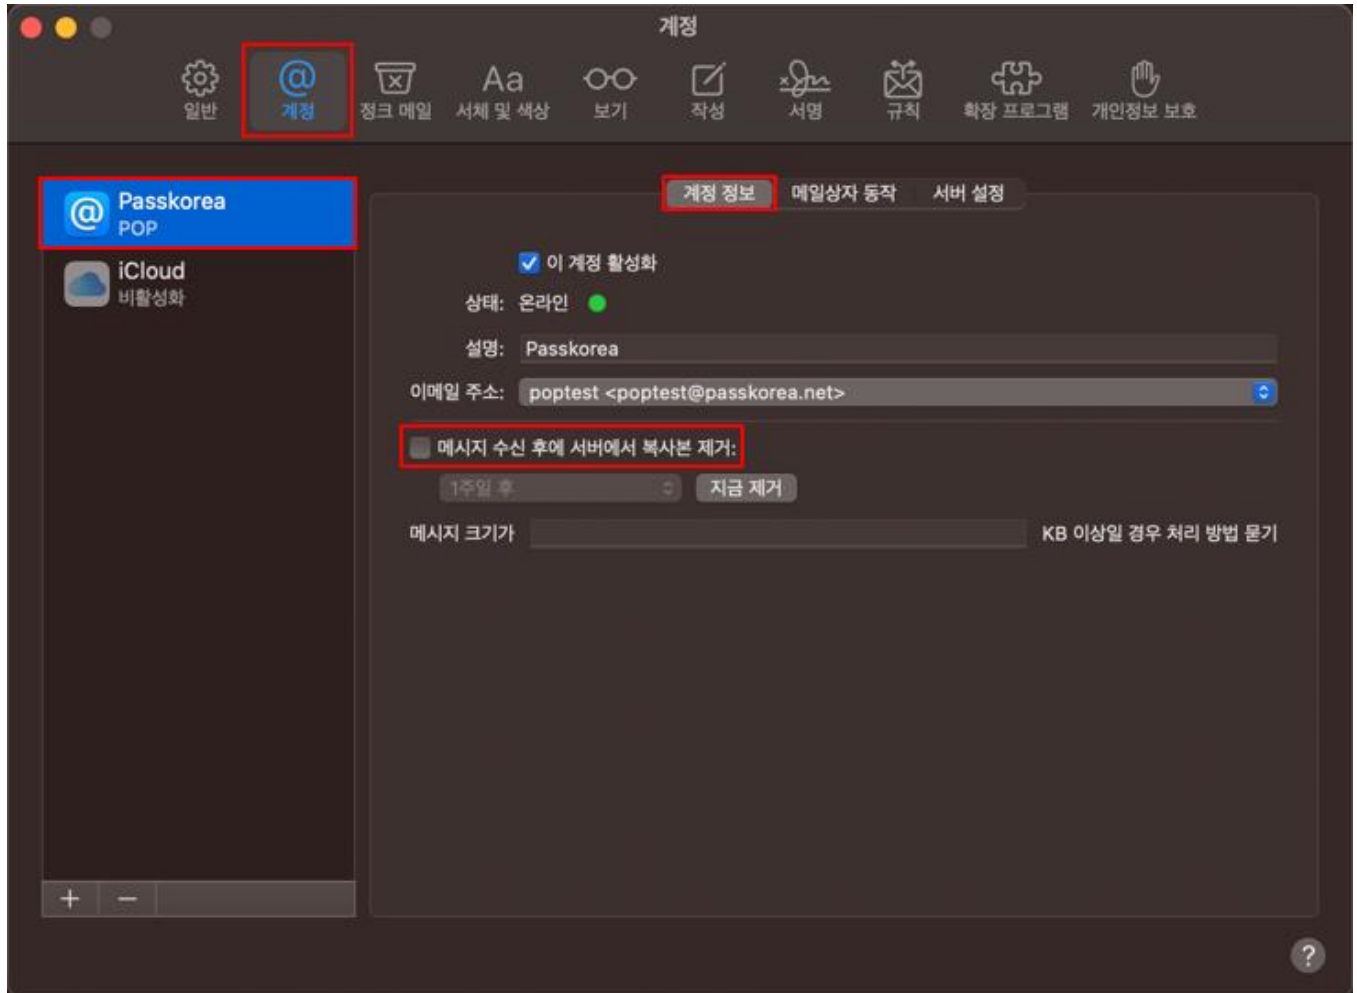 계정
일반 계정 정크 메일 Aa 서체 및 색상 보기 작성 서명 규칙 확장 프로그램 개인정보 보호
Passkorea
POP
iCloud
비활성화
계정 정보 메일상자 동작 서버 설정
이 계정 활성화
상태: 온라인
설명: Passkorea
이메일 주소: poptest <poptest@passkorea.net>
메시지 수신 후에 서버에서 복사본 제거:
1주일 후 지금 제거
메시지 크기가 KB 이상일 경우 처리 방법 묻기